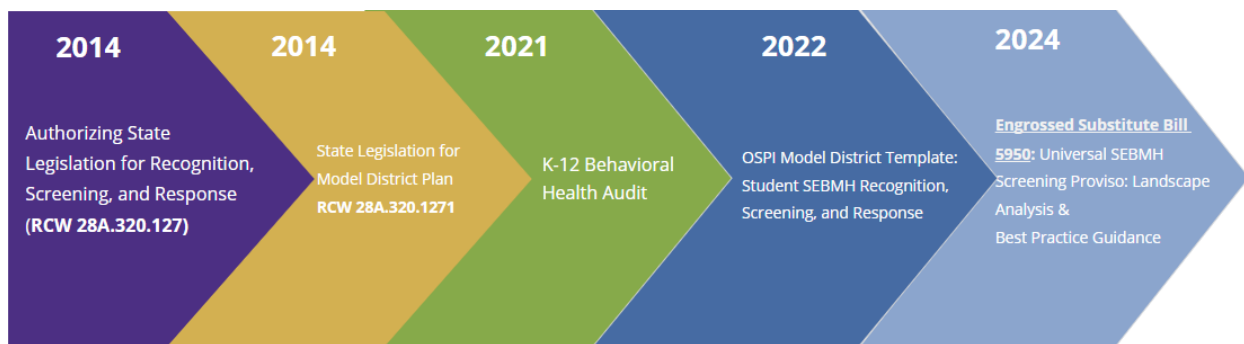 2014
Authorizing State
Legislation for Recognition,
Screening, and Response
(RCW 28A.320.127)
2014
State Legislation for
Model District Plan
RCW 28A.320.1271
2021
K-12 Behavioral
Health Audit
2022
OSPI Model District Template:
Student SEBMH Recognition,
Screening, and Response
2024
Engrossed Substitute Bill
5950: Universal SEBMH
Screening Proviso: Landscape
Analysis &
Best Practice Guidance